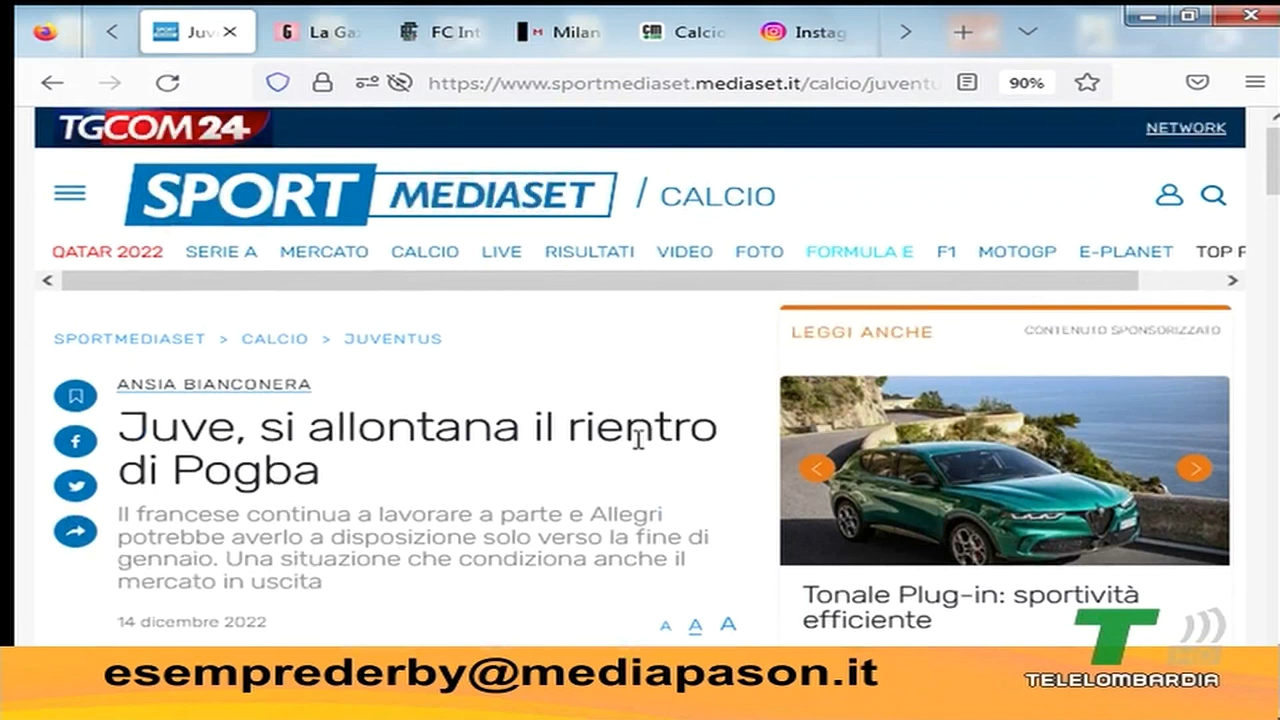 Juv
La Ga
FC Int
Milan
Calcio
Instag
https://www.sportmediaset.mediaset.it/calcio/juventu
90%
TGCOM24
NETWORK
SPORT MEDIASET / CALCIO
QATAR 2022 SERIE A MERCATO CALCIO LIVE RISULTATI VIDEO FOTO FORMULA E F1 MOTOGP E-PLANET TOP
SPORTMEDIASET > CALCIO > JUVENTUS
ANSIA BIANCONERA
Juve, si allontana il rientro
di Pogba
Il francese continua a lavorare a parte e Allegri
potrebbe averlo a disposizione solo verso la fine di
gennaio. Una situazione che condiziona anche il
mercato in uscita
14 dicembre 2022
A A A
LEGGI ANCHE
CONTENUTO SPONSORIZZATO
Tonale Plug-in: sportività
efficiente
T
TELELOMBARDIA
esemprederby@mediapason.it